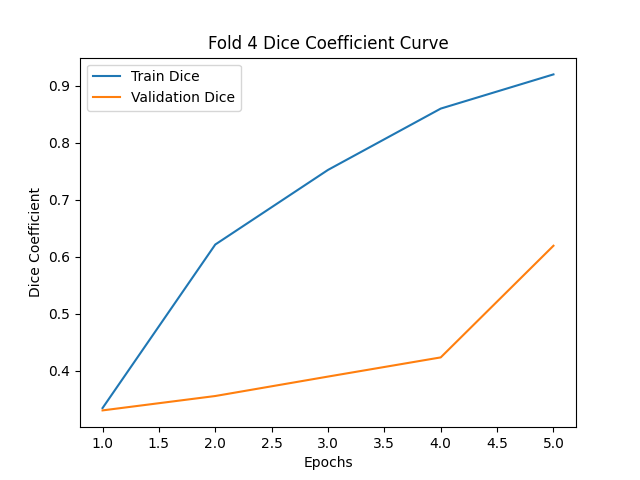 Fold 4 Dice Coefficient Curve
Train Dice
Validation Dice
0.9
0.8
0.7
0.6
0.5
0.4
Dice Coefficient
1.0 1.5 2.0 2.5 3.0 3.5 4.0 4.5 5.0
Epochs